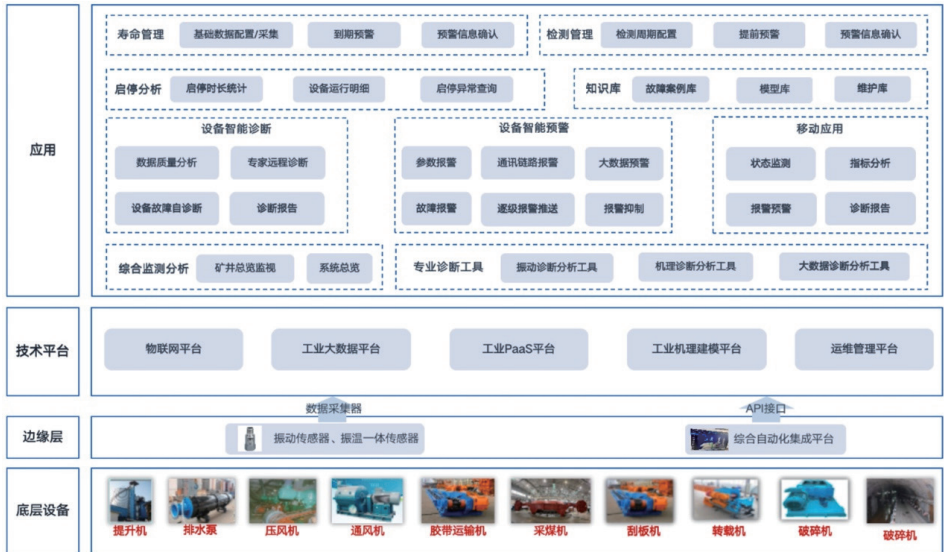 应用
寿命管理 基础数据配置/采集 到期预警 预警信息确认
检测管理 检测周期配置 提前预警 预警信息确认
启停分析 启停时长统计 设备运行明细 启停异常查询
知识库 故障案例库 模型库 维护库
设备智能诊断
数据质量分析 专家远程诊断
设备故障自诊断 诊断报告
设备智能预警
参数报警 通讯链路报警 大数据预警
故障报警 逐级报警推送 报警抑制
移动应用
状态监测 指标分析
报警预警 诊断报告
综合监测分析 矿井总览监视 系统总览
专业诊断工具 振动诊断分析工具 机理诊断分析工具 大数据诊断分析工具
技术平台
物联网平台 工业大数据平台 工业PaaS平台 工业机理建模平台 运维管理平台
数据采集器 API接口
边缘层
振动传感器、振温一体传感器 综合自动化集成平台
底层设备
提升机 排水泵 压风机 通风机 胶带运输机 采煤机 刮板机 转载机 破碎机 破碎机